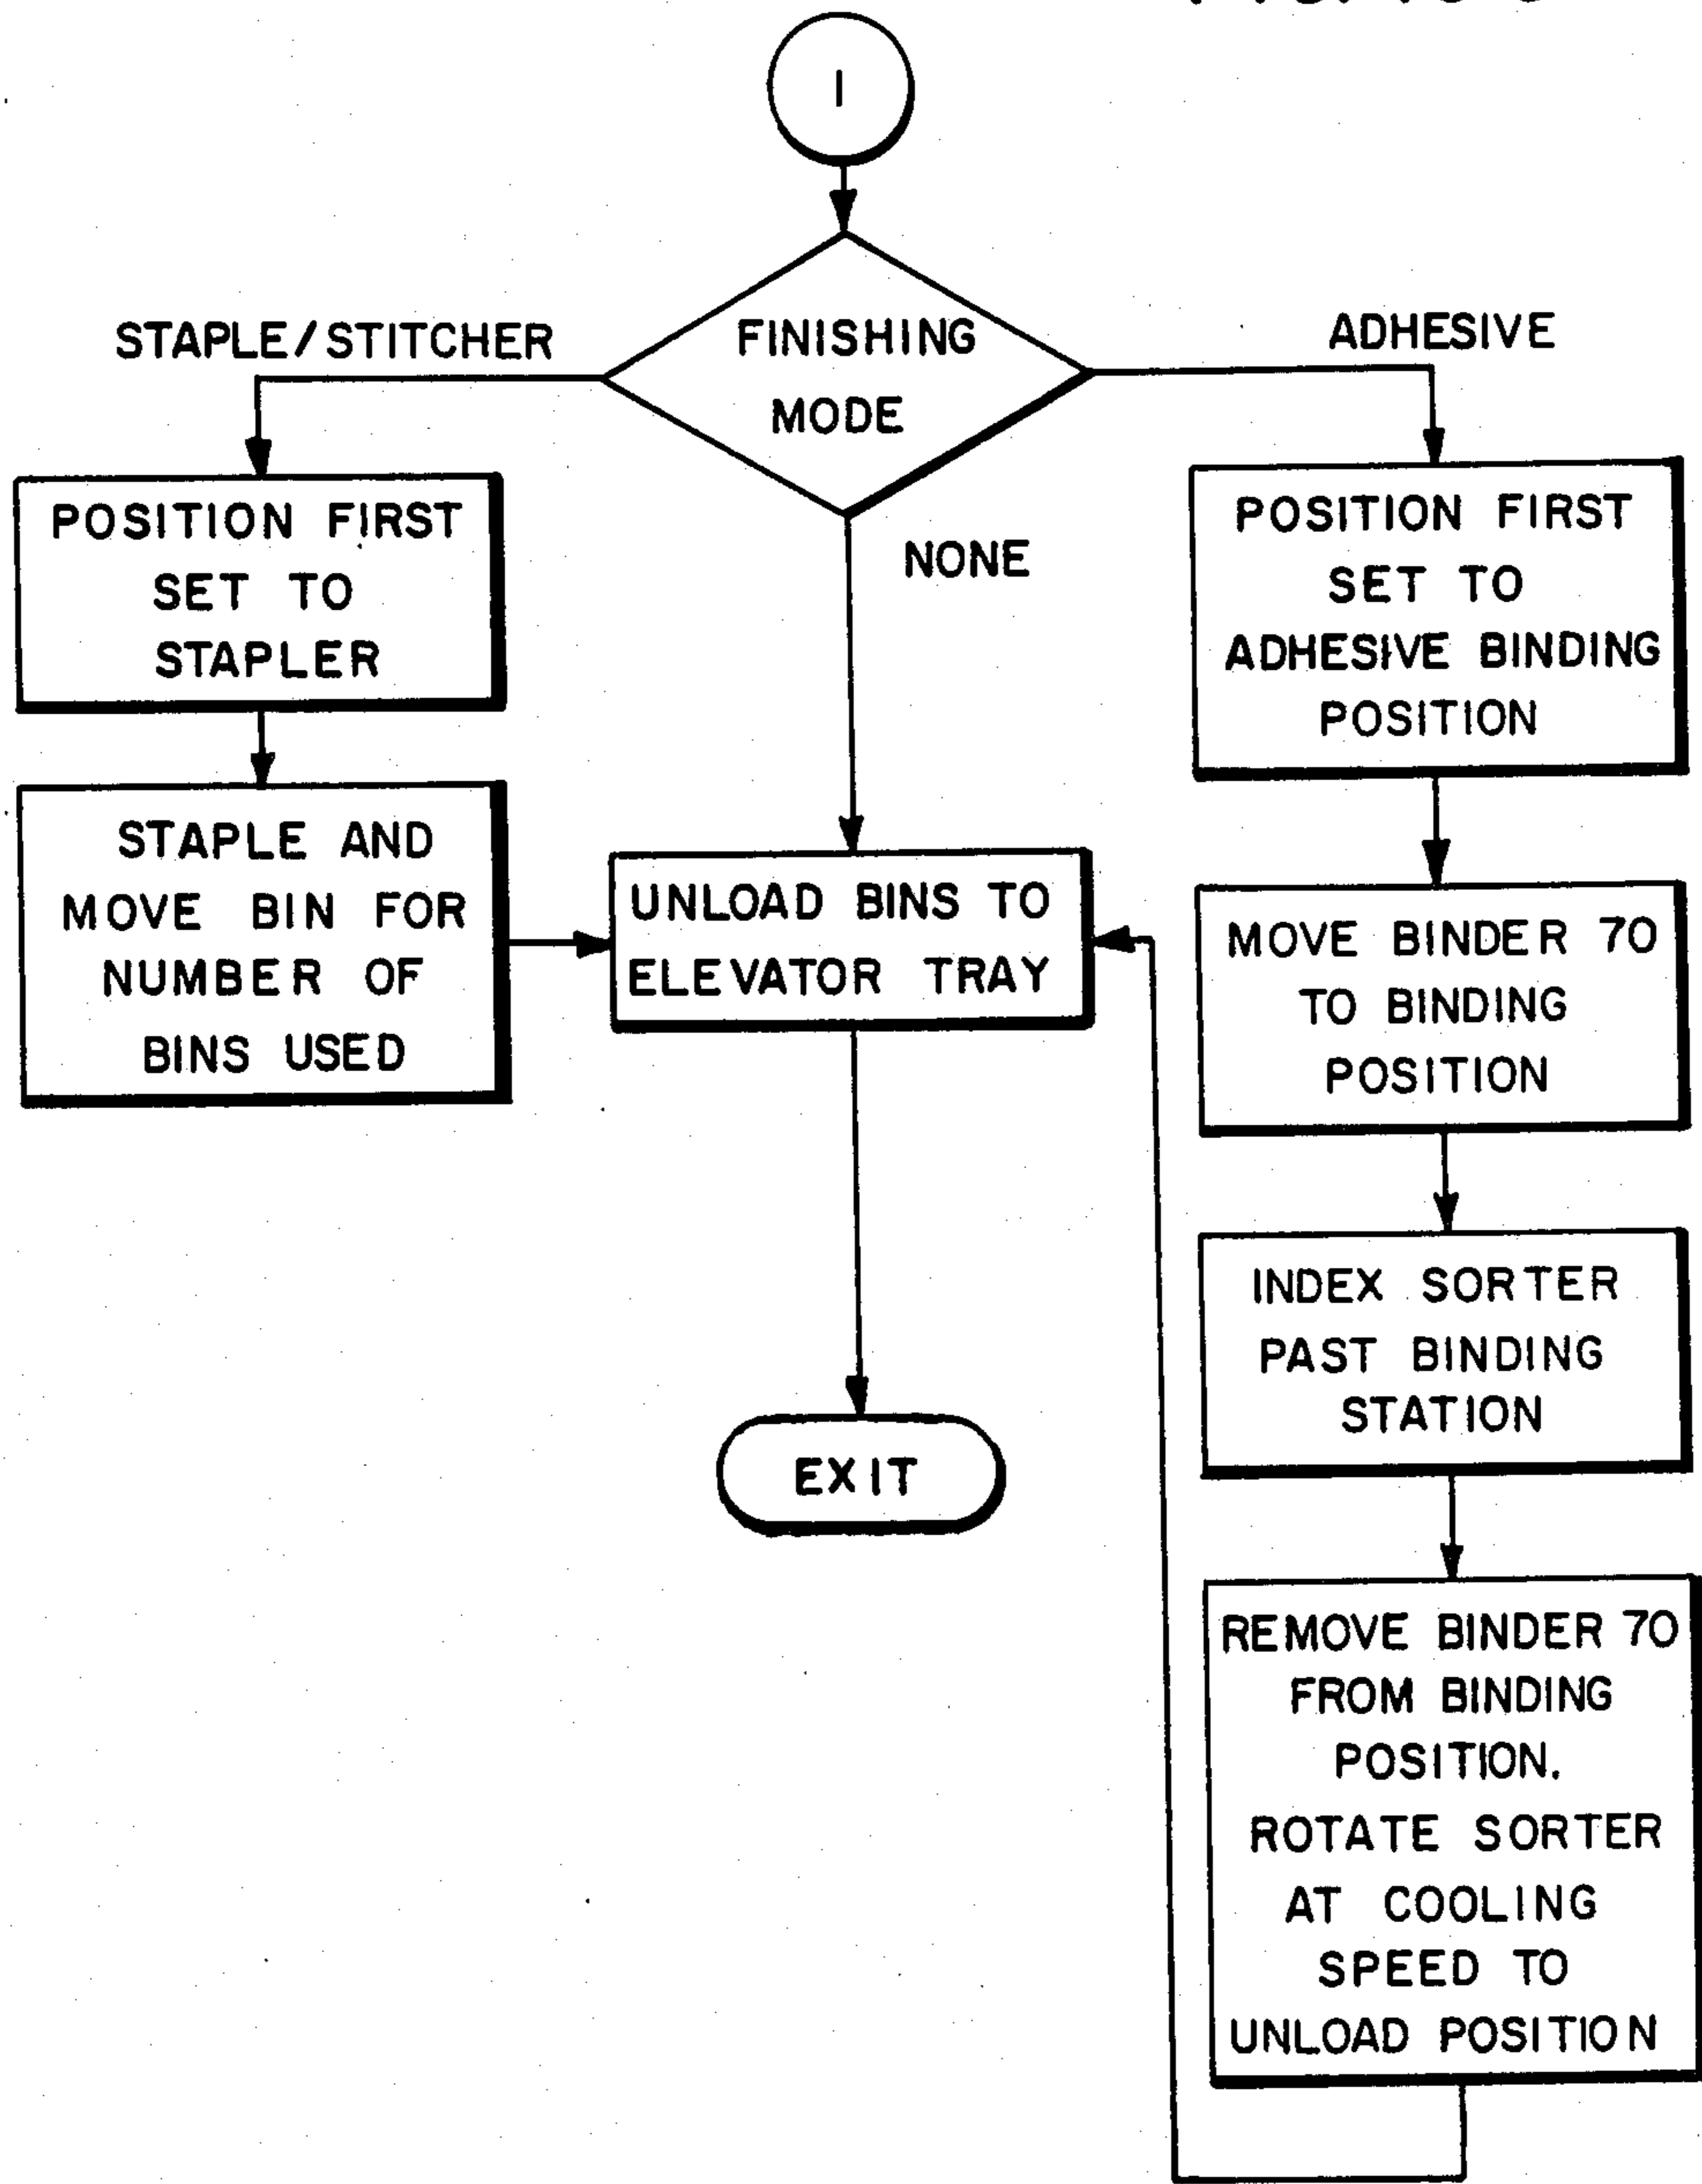 I
FINISHING
MODE
STAPLE/STITCHER
ADHESIVE
NONE
POSITION FIRST
SET TO
STAPLER
STAPLE AND
MOVE BIN FOR
NUMBER OF
BINS USED
UNLOAD BINS TO
ELEVATOR TRAY
EXIT
POSITION FIRST
SET TO
ADHESIVE BINDING
POSITION
MOVE BINDER 70
TO BINDING
POSITION
INDEX SORTER
PAST BINDING
STATION
REMOVE BINDER 70
FROM BINDING
POSITION.
ROTATE SORTER
AT COOLING
SPEED TO
UNLOAD POSITION